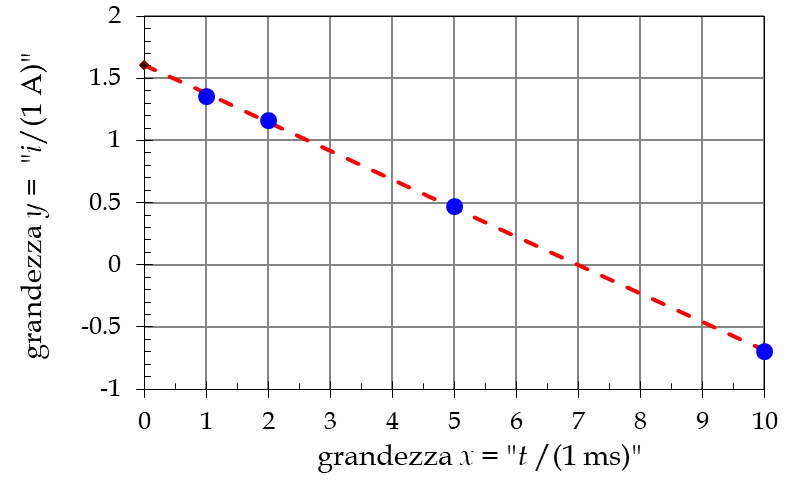 2
1.5
1
0.5
0
-0.5
-1
grandezza y = "i/(1 A)"
0 1 2 3 4 5 6 7 8 9 10
grandezza x = "t /(1 ms)"